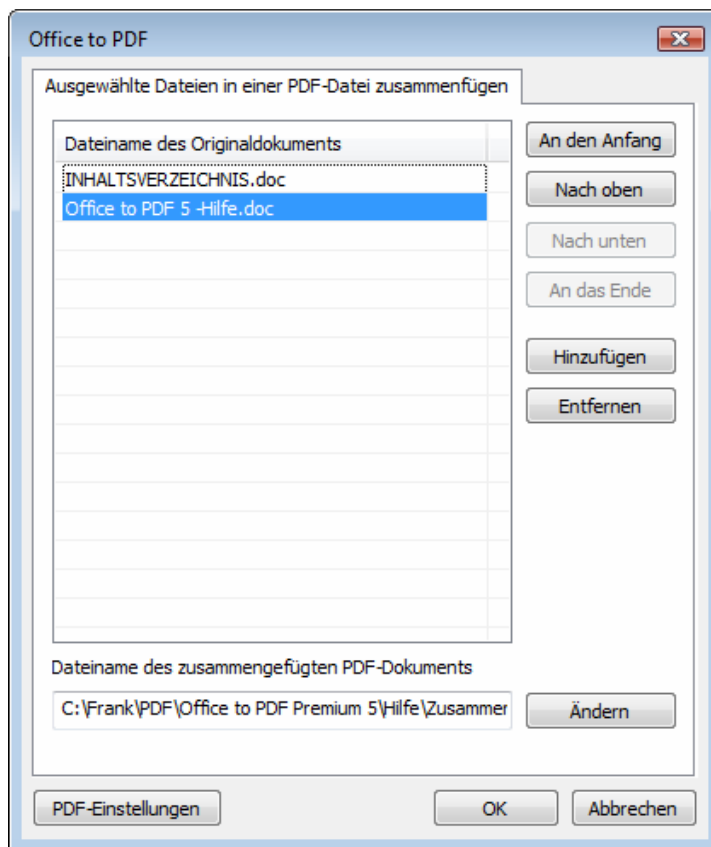 Office to PDF
Ausgewählte Dateien in einer PDF-Datei zusammenfügen
Dateiname des Originaldokuments
INHALTSVERZEICHNIS.doc
Office to PDF 5 -Hilfe.doc
An den Anfang
Nach oben
Nach unten
An das Ende
Hinzufügen
Entfernen
Dateiname des zusammengefügten PDF-Dokuments
C:\Frank\PDF\Office to PDF Premium 5\Hilfe\Zusammer
Ändern
PDF-Einstellungen
OK
Abbrechen